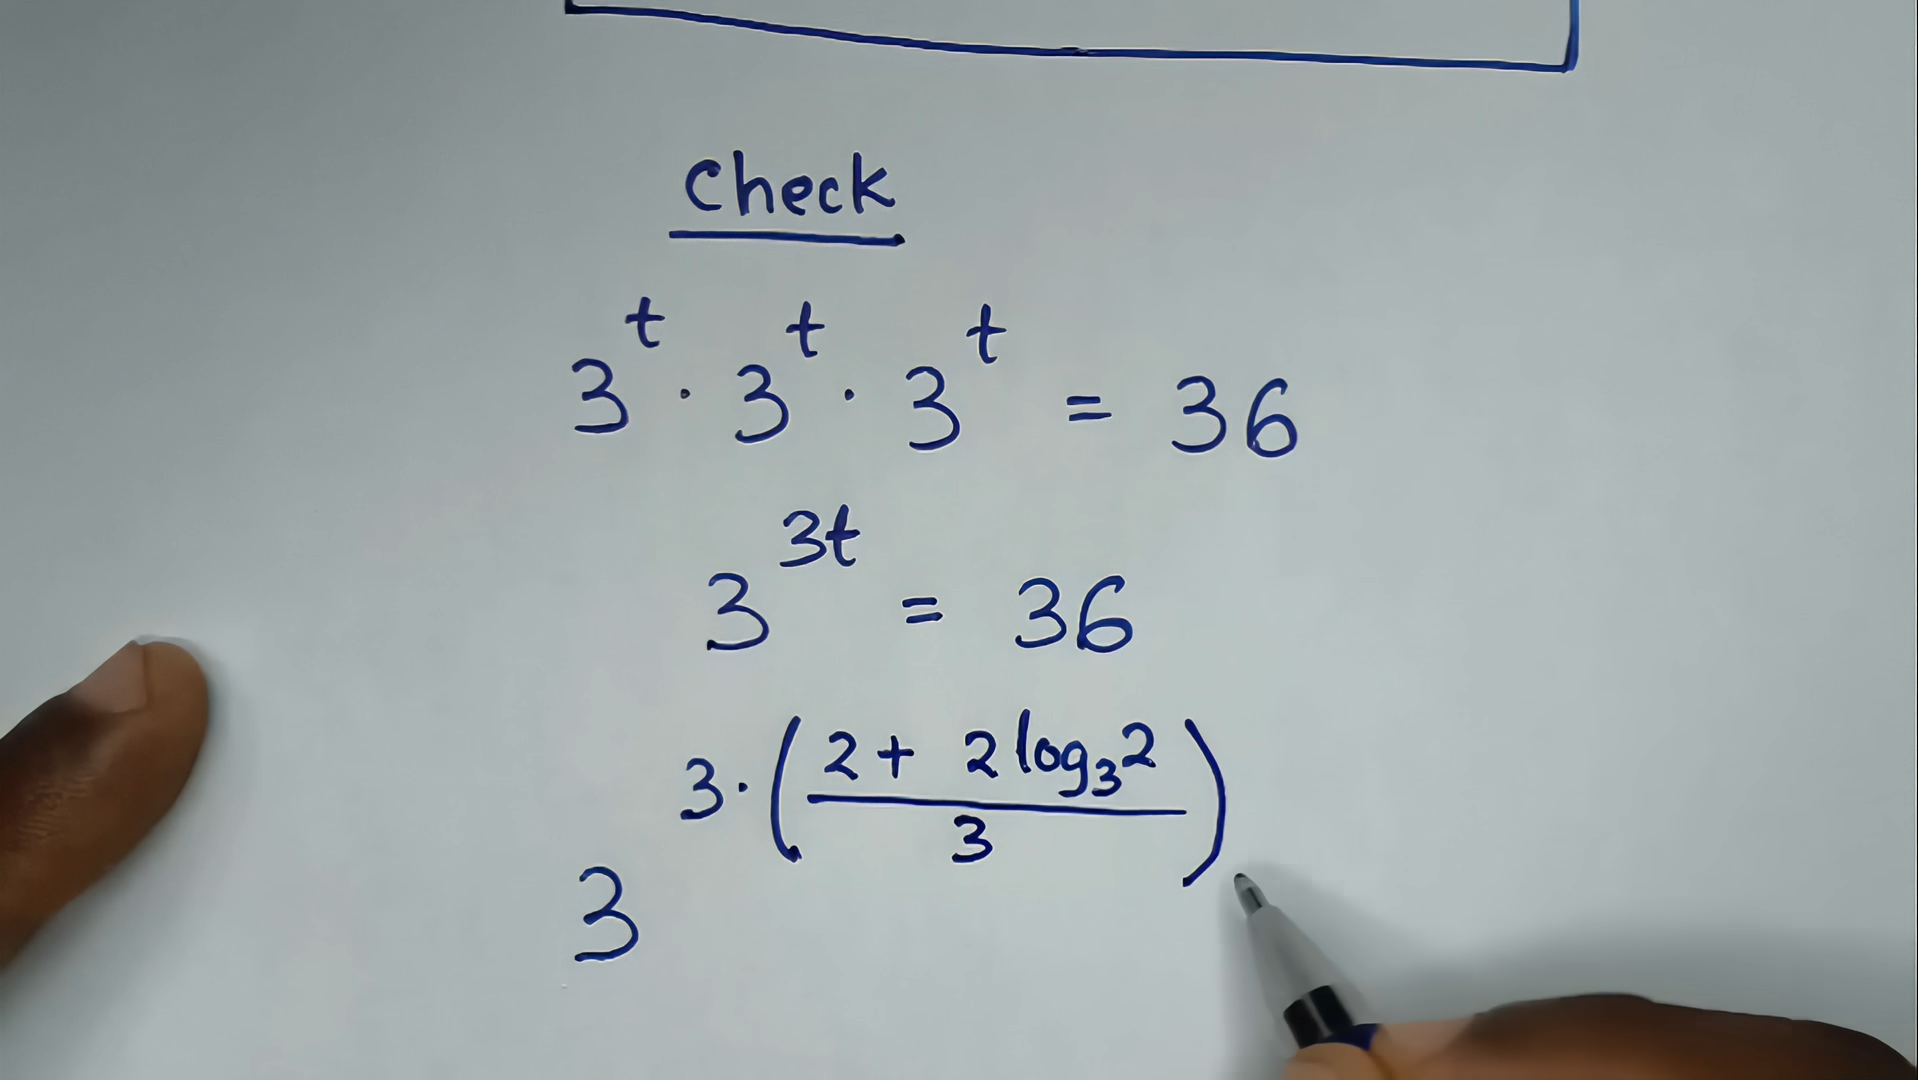 Check
3^t · 3^t · 3^t = 36
3^3t = 36
3^3·((2 + 2log₃2)/3)